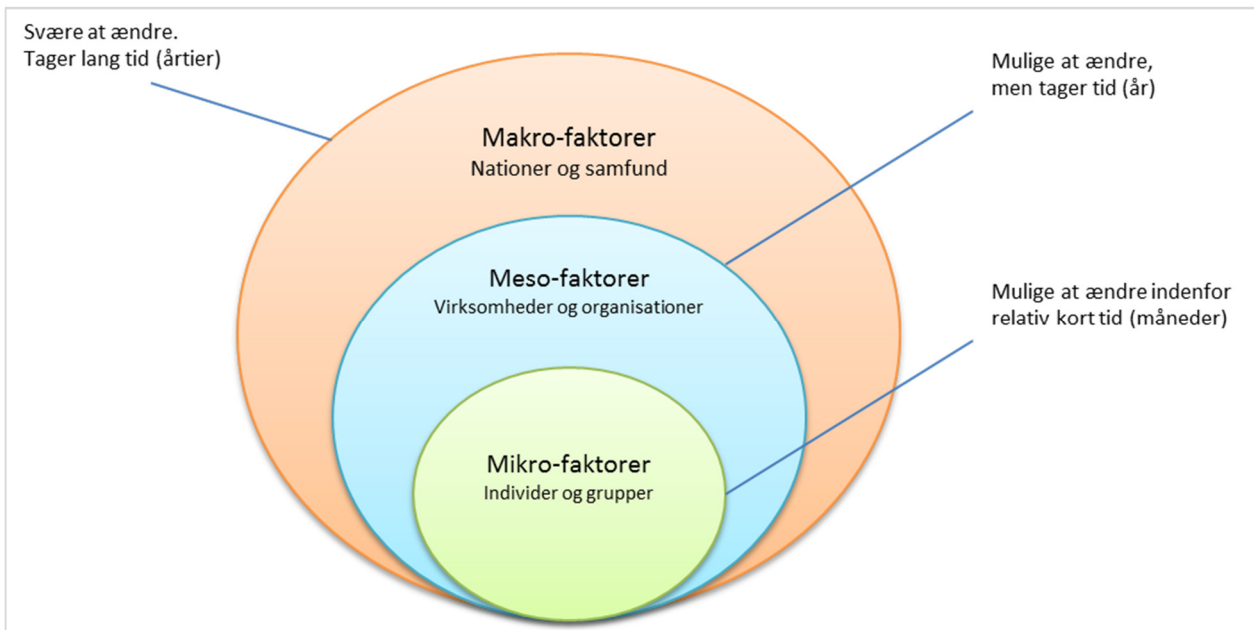 Svære at ændre.
Tager lang tid (årtier)
Mulige at ændre,
men tager tid (år)
Makro-faktorer
Nationer og samfund
Meso-faktorer
Virksomheder og organisationer
Mulige at ændre indenfor
relativ kort tid (måneder)
Mikro-faktorer
Individer og grupper